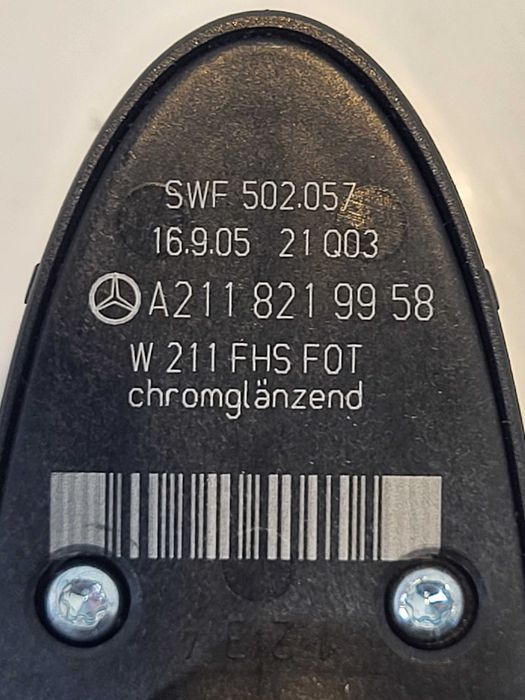 SWF 502.057
16.9.05 21 Q03
A211 821 99 58
W 211 FHS FOT
chromglänzend